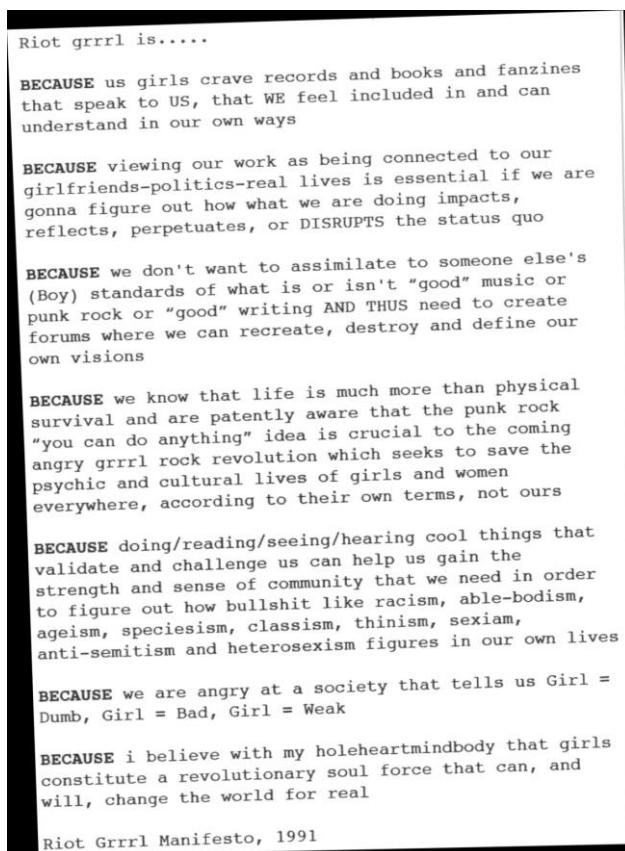 Riot grrrl is.....
BECAUSE us girls crave records and books and fanzines
that speak to US, that WE feel included in and can
understand in our own ways
BECAUSE viewing our work as being connected to our
girlfriends-politics-real lives is essential if we are
gonna figure out how what we are doing impacts,
reflects, perpetuates, or DISRUPTS the status quo
BECAUSE we don't want to assimilate to someone else's
(Boy) standards of what is or isn't “good” music or
punk rock or “good” writing AND THUS need to create
forums where we can recreate, destroy and define our
own visions
BECAUSE we know that life is much more than physical
survival and are patently aware that the punk rock
“you can do anything” idea is crucial to the coming
angry grrrl rock revolution which seeks to save the
psychic and cultural lives of girls and women
everywhere, according to their own terms, not ours
BECAUSE doing/reading/seeing/hearing cool things that
validate and challenge us can help us gain the
strength and sense of community that we need in order
to figure out how bullshit like racism, able-bodism,
ageism, speciesism, classism, thinism, sexiam,
anti-semitism and heterosexism figures in our own lives
BECAUSE we are angry at a society that tells us Girl =
Dumb, Girl = Bad, Girl = Weak
BECAUSE i believe with my holeheartmindbody that girls
constitute a revolutionary soul force that can, and
will, change the world for real
Riot Grrrl Manifesto, 1991